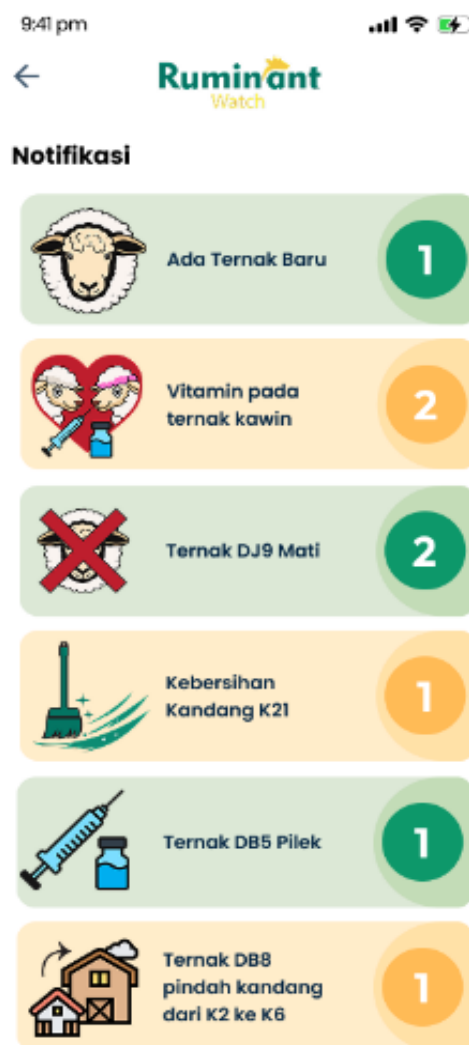 9:41 pm
Ruminant
Watch
Notifikasi
Ada Ternak Baru
1
Vitamin pada
ternak kawin
2
Ternak DJ9 Mati
2
Kebersihan
Kandang K21
1
Ternak DB5 Pilek
1
Ternak DB8
pindah kandang
dari K2 ke K6
1